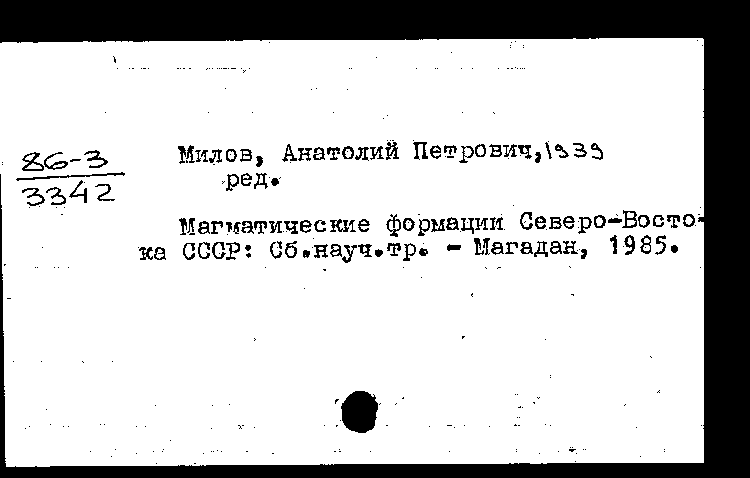 86-3
3342
Милов, Анатолий Петрович, 1939
ред.
Магматические формации Северо-Восто-
ка СССР: Сб.науч.тр. - Магадан, 1985.